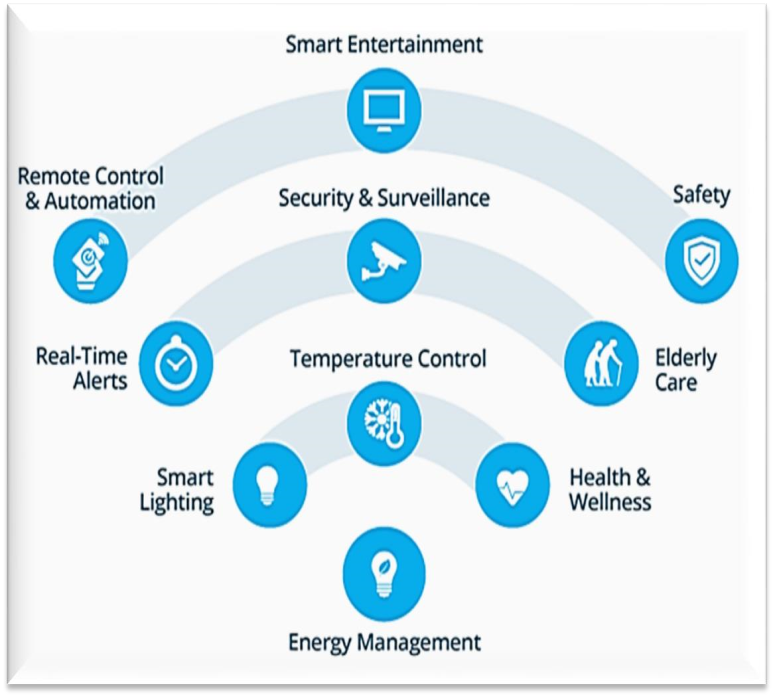 Smart Entertainment
Remote Control
& Automation
Security & Surveillance
Safety
Real-Time
Alerts
Temperature Control
Elderly
Care
Smart
Lighting
Health &
Wellness
Energy Management